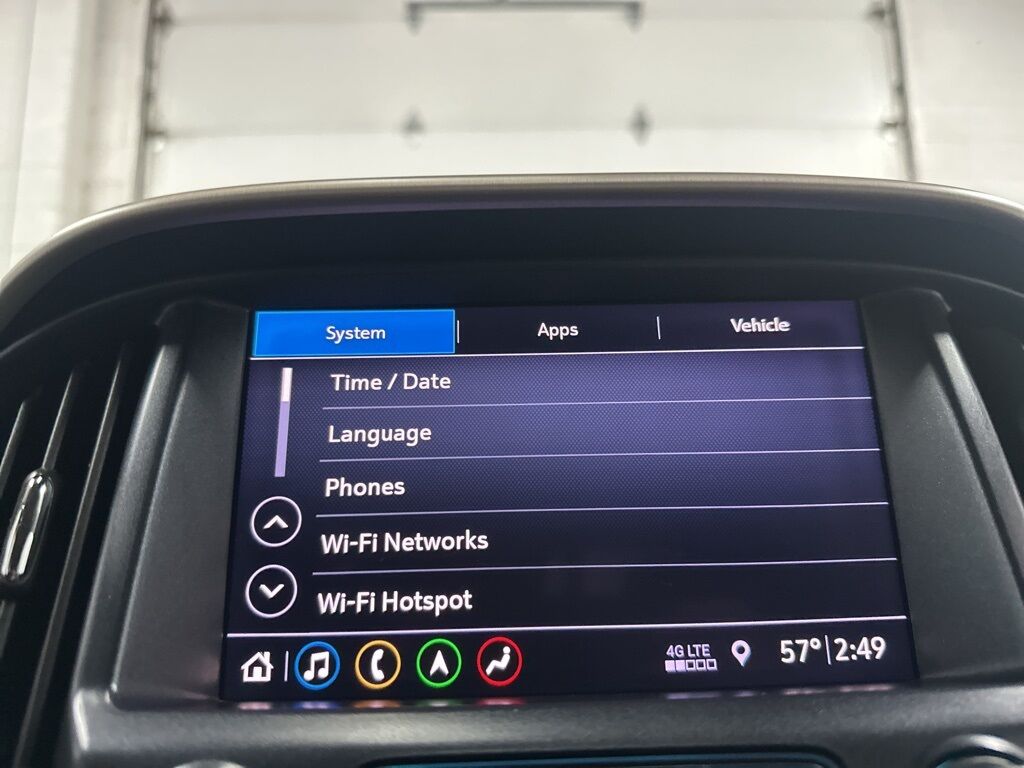 System
Apps
Vehicle
Time / Date
Language
Phones
Wi-Fi Networks
Wi-Fi Hotspot
4G LTE
57° 2:49